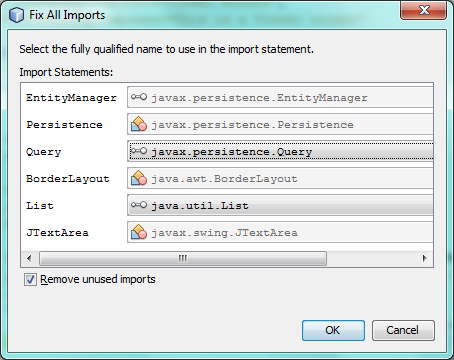 Fix All Imports
Select the fully qualified name to use in the import statement.
Import Statements:
EntityManager javax.persistence.EntityManager
Persistence javax.persistence.Persistence
Query javax.persistence.Query
BorderLayout java.awt.BorderLayout
List java.util.List
JTextArea javax.swing.JTextArea
Remove unused imports
OK Cancel